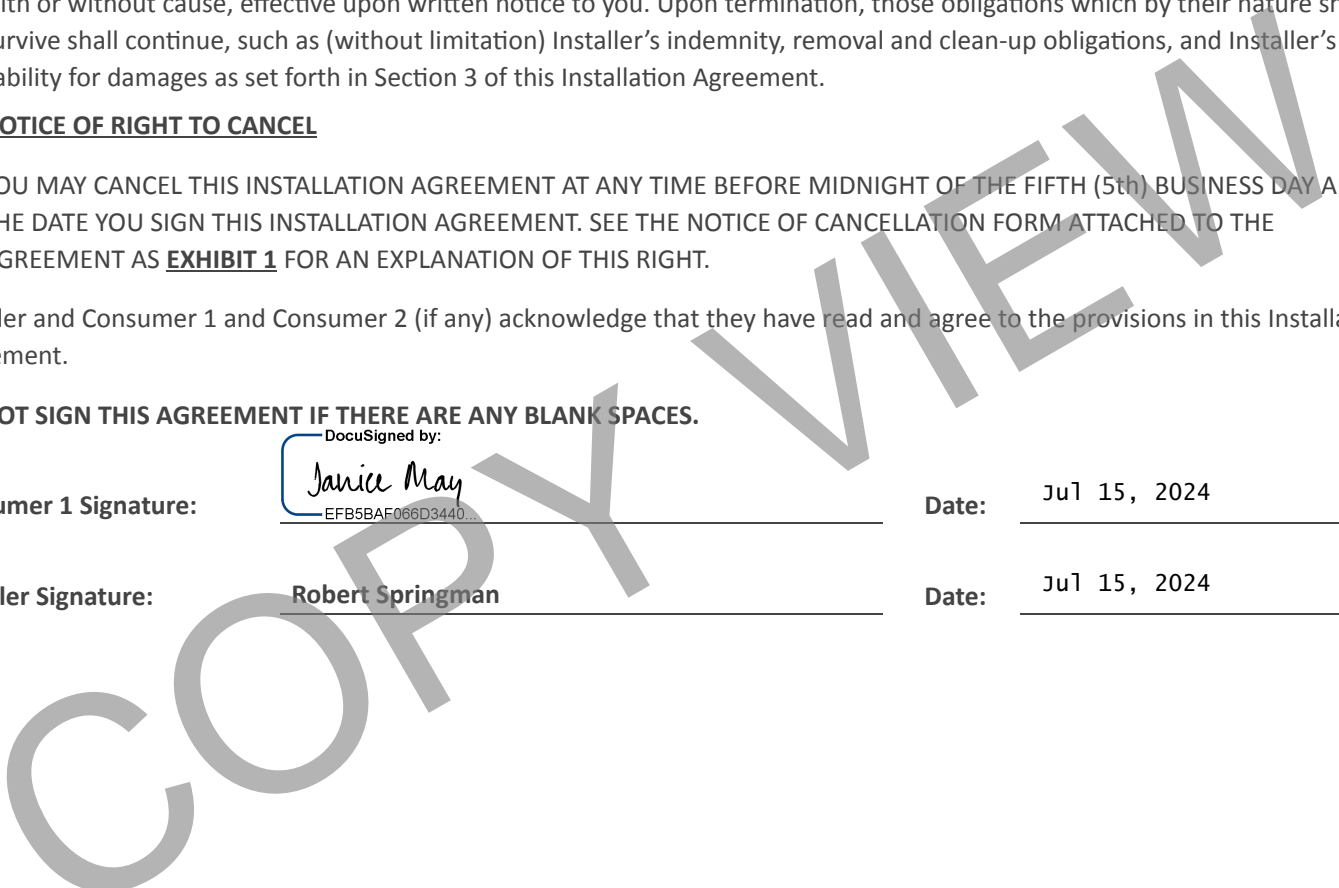 ith or without cause, effective upon written notice to you. Upon termination, those obligations which by their nature sh
urvive shall continue, such as (without limitation) Installer's indemnity, removal and clean-up obligations, and Installer's
ability for damages as set forth in Section 3 of this Installation Agreement.
OTICE OF RIGHT TO CANCEL
OU MAY CANCEL THIS INSTALLATION AGREEMENT AT ANY TIME BEFORE MIDNIGHT OF THE FIFTH (5th) BUSINESS DAY A
HE DATE YOU SIGN THIS INSTALLATION AGREEMENT. SEE THE NOTICE OF CANCELLATION FORM ATTACHED TO THE
GREEMENT AS EXHIBIT 1 FOR AN EXPLANATION OF THIS RIGHT.
ler and Consumer 1 and Consumer 2 (if any) acknowledge that they have read and agree to the provisions in this Installa
ement.
OT SIGN THIS AGREEMENT IF THERE ARE ANY BLANK SPACES.
DocuSigned by:
Janice May
EFB5BAF066D3440...
umer 1 Signature: Date: Jul 15, 2024
ler Signature: Robert Springman Date: Jul 15, 2024
COPY VIEW